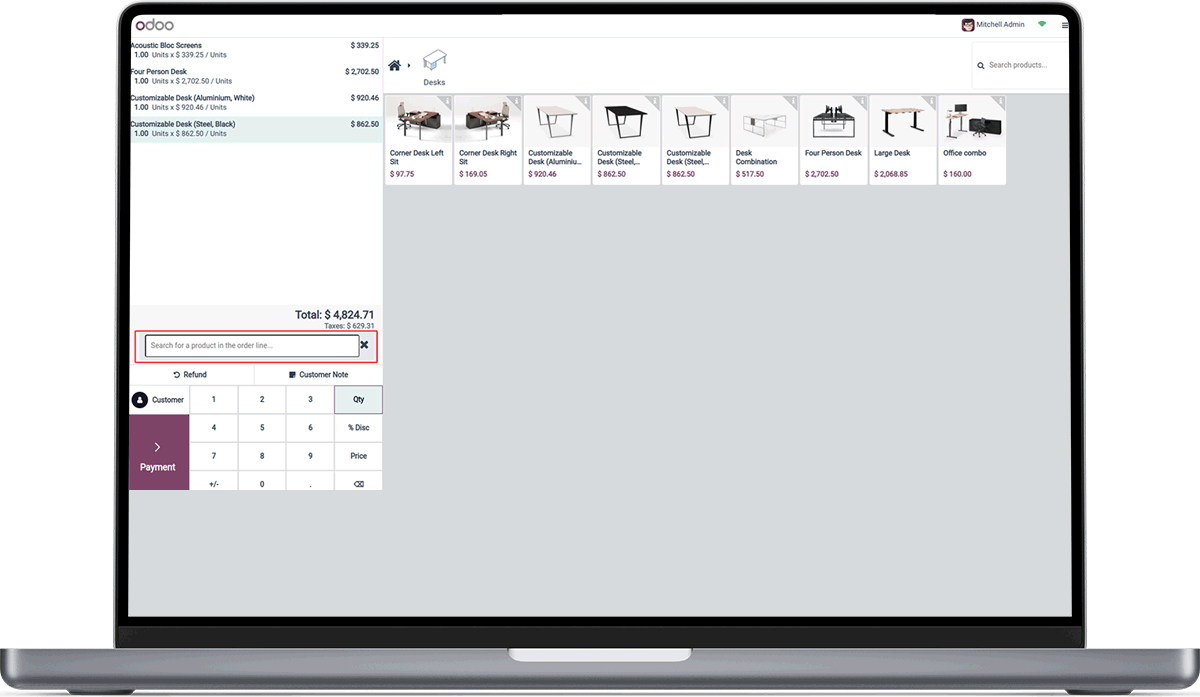 odoo
Mitchell Admin
Acoustic Bloc Screens $ 339.25
1.00 Units x $ 339.25 / Units
Four Person Desk $ 2,702.50
1.00 Units x $ 2,702.50 / Units
Customizable Desk (Aluminium, White) $ 920.46
1.00 Units x $ 920.46 / Units
Customizable Desk (Steel, Black) $ 862.50
1.00 Units x $ 862.50 / Units
Total: $ 4,824.71
Taxes: $ 629.31
Search for a product in the order line...
Refund
Customer Note
Customer 1 2 3 Qty
4 5 6 % Disc
7 8 9 Price
+/- 0 .
Payment
Desks
Search products...
Corner Desk Left
Sit
$ 97.75
Corner Desk Right
Sit
$ 169.05
Customizable
Desk (Aluminiu...
$ 920.46
Customizable
Desk (Steel,...
$ 862.50
Customizable
Desk (Steel,...
$ 862.50
Desk
Combination
$ 517.50
Four Person Desk
$ 2,702.50
Large Desk
$ 2,068.85
Office combo
$ 160.00